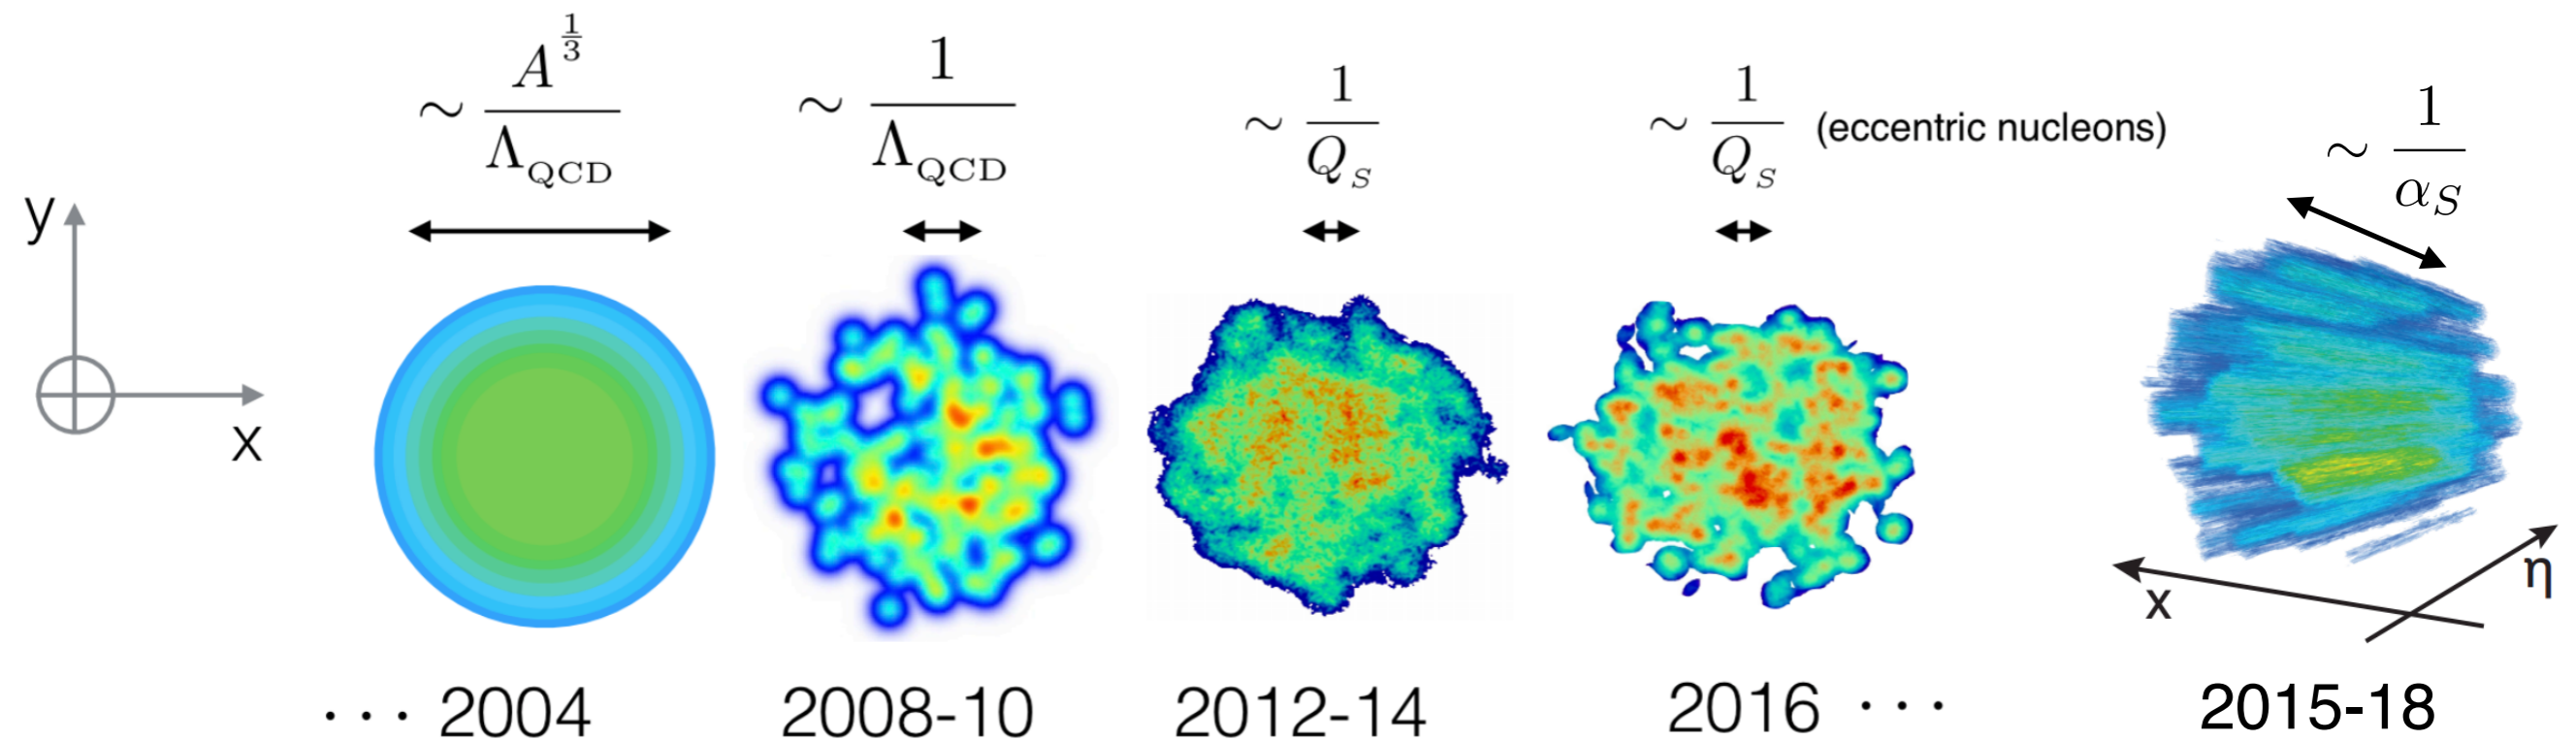 ∼ A^{1/3} / Λ_QCD
∼ 1 / Λ_QCD
∼ 1 / Q_s
∼ 1 / Q_s (eccentric nucleons)
∼ 1 / α_S
y
x
x
η
· · · 2004
2008-10
2012-14
2016 · · ·
2015-18